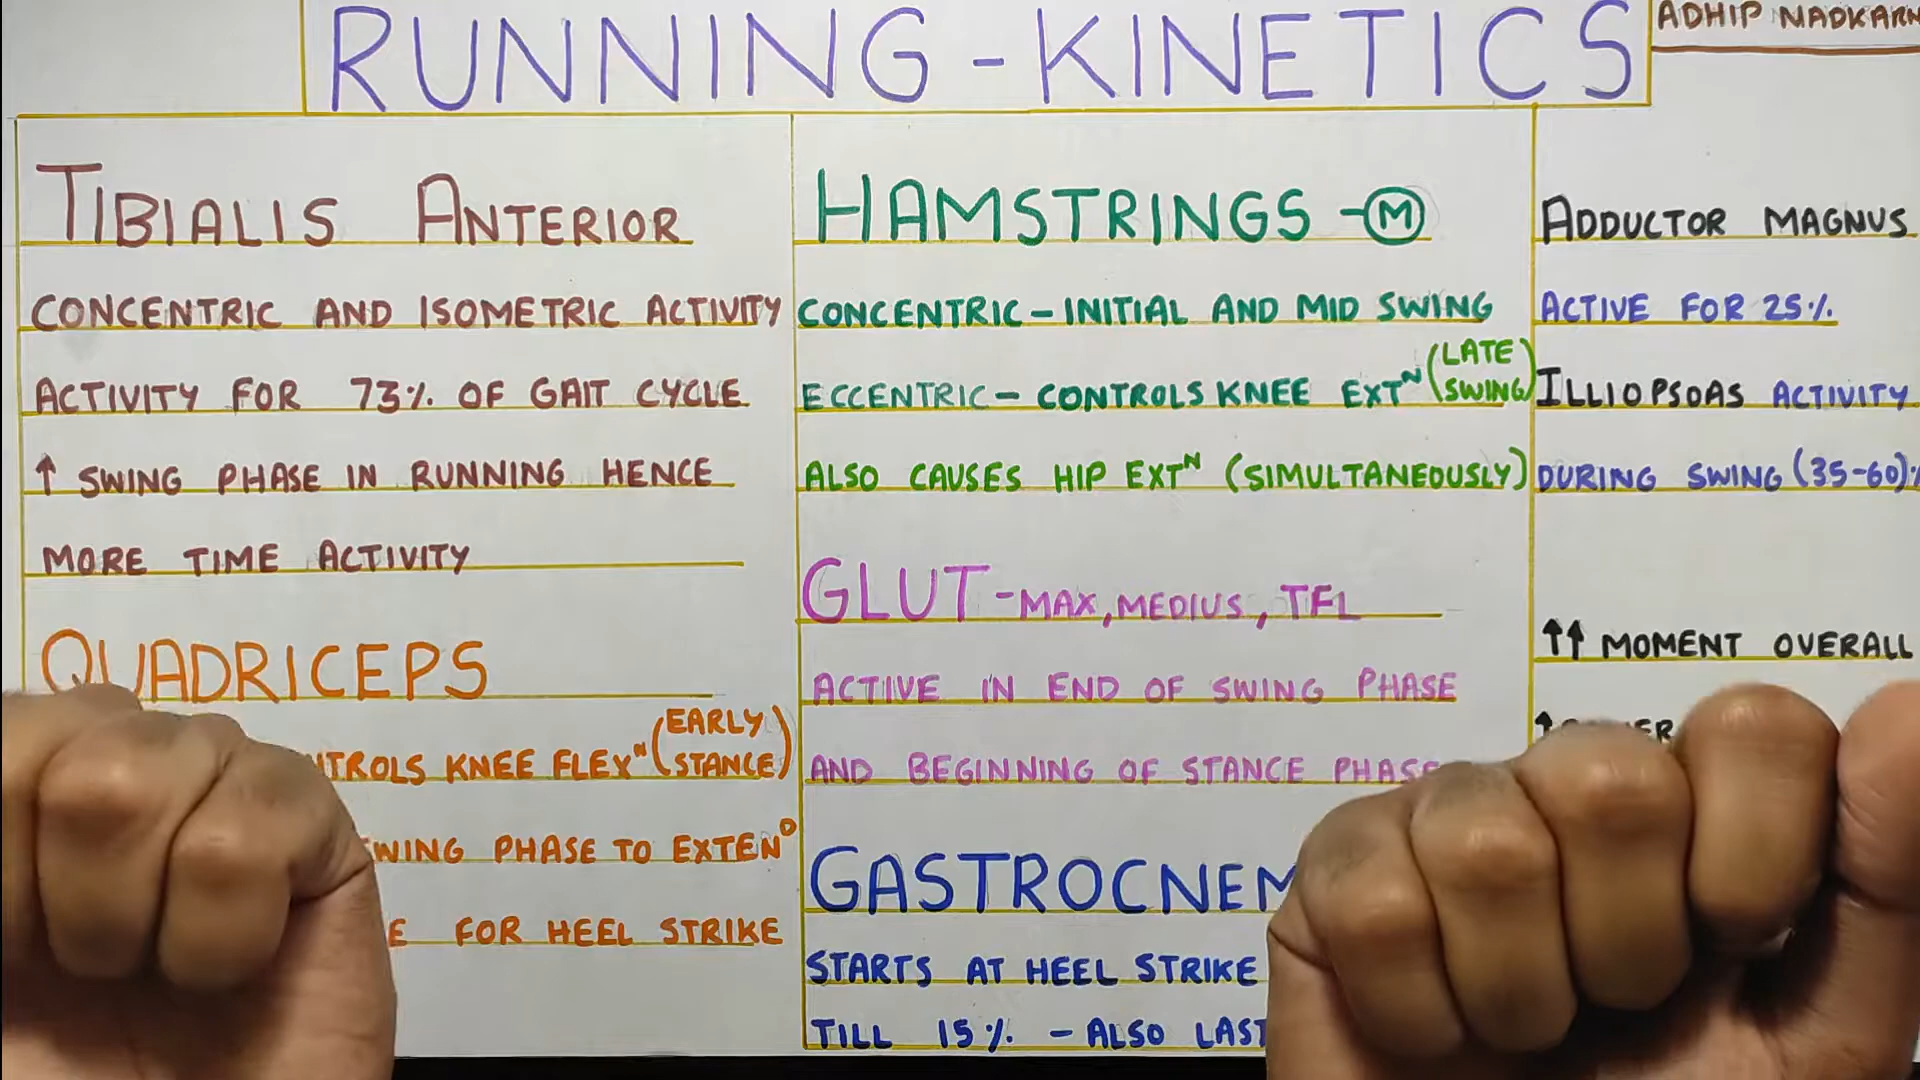 RUNNING - KINETICS
TIBIALIS ANTERIOR
CONCENTRIC AND ISOMETRIC ACTIVITY
ACTIVITY FOR 73% OF GAIT CYCLE
↑ SWING PHASE IN RUNNING HENCE
MORE TIME ACTIVITY
QUADRICEPS
KNEE FLEXᴺ (EARLY STANCE)
PHASE TO EXTENᴰ
FOR HEEL STRIKE
HAMSTRINGS - Ⓜ
CONCENTRIC - INITIAL AND MID SWING
ECCENTRIC - CONTROLS KNEE EXTᴺ (LATE SWING)
ALSO CAUSES HIP EXTᴺ (SIMULTANEOUSLY)
GLUT - MAX, MEDIUS, TFL
ACTIVE IN END OF SWING PHASE
AND BEGINNING OF STANCE PHASE
STARTS AT HEEL STRIKE
TILL 15% - ALSO LAST
ADHIP
ADDUCTOR MAGNUS
ACTIVE FOR 25%
ILLIOPSOAS ACTIVITY
DURING SWING (35-60)%
↑↑ MOMENT OVERALL